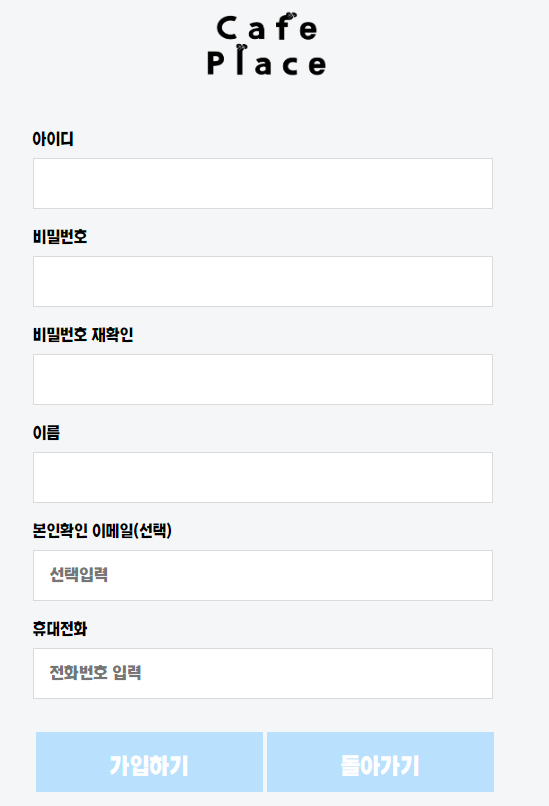 Cafe
Place
아이디
비밀번호
비밀번호 재확인
이름
본인확인 이메일(선택)
선택입력
휴대전화
전화번호 입력
가입하기 돌아가기